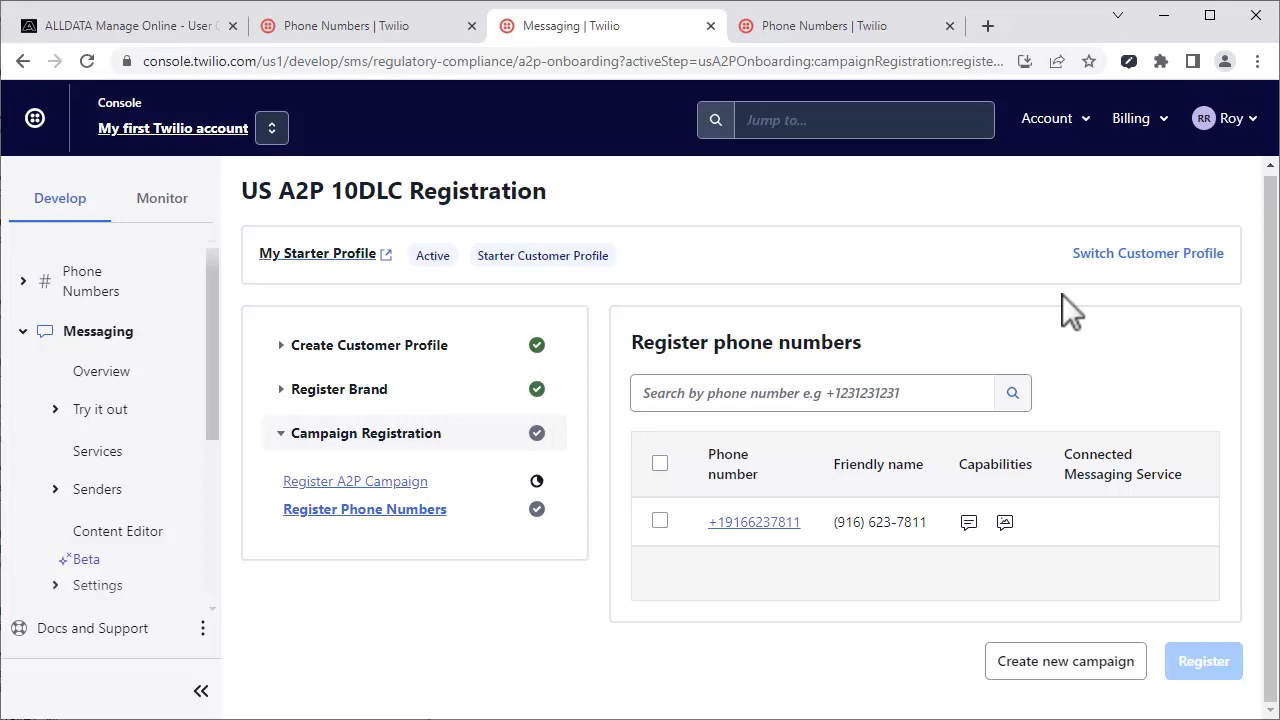 ALLDATA Manage Online - User
Phone Numbers | Twilio
Messaging | Twilio
Phone Numbers | Twilio
console.twilio.com/us1/develop/sms/regulatory-compliance/a2p-onboarding?activeStep=usA2POnboarding:campaignRegistration:registe...
Console
My first Twilio account
Jump to...
Account
Billing
RR
Roy
Develop
Monitor
Phone
Numbers
Messaging
Overview
Try it out
Services
Senders
Content Editor
Beta
Settings
Docs and Support
US A2P 10DLC Registration
My Starter Profile
Active
Starter Customer Profile
Switch Customer Profile
Create Customer Profile
Register Brand
Campaign Registration
Register A2P Campaign
Register Phone Numbers
Register phone numbers
Search by phone number e.g +1231231231
Phone
number
Friendly name
Capabilities
Connected
Messaging Service
+19166237811
(916) 623-7811
Create new campaign
Register